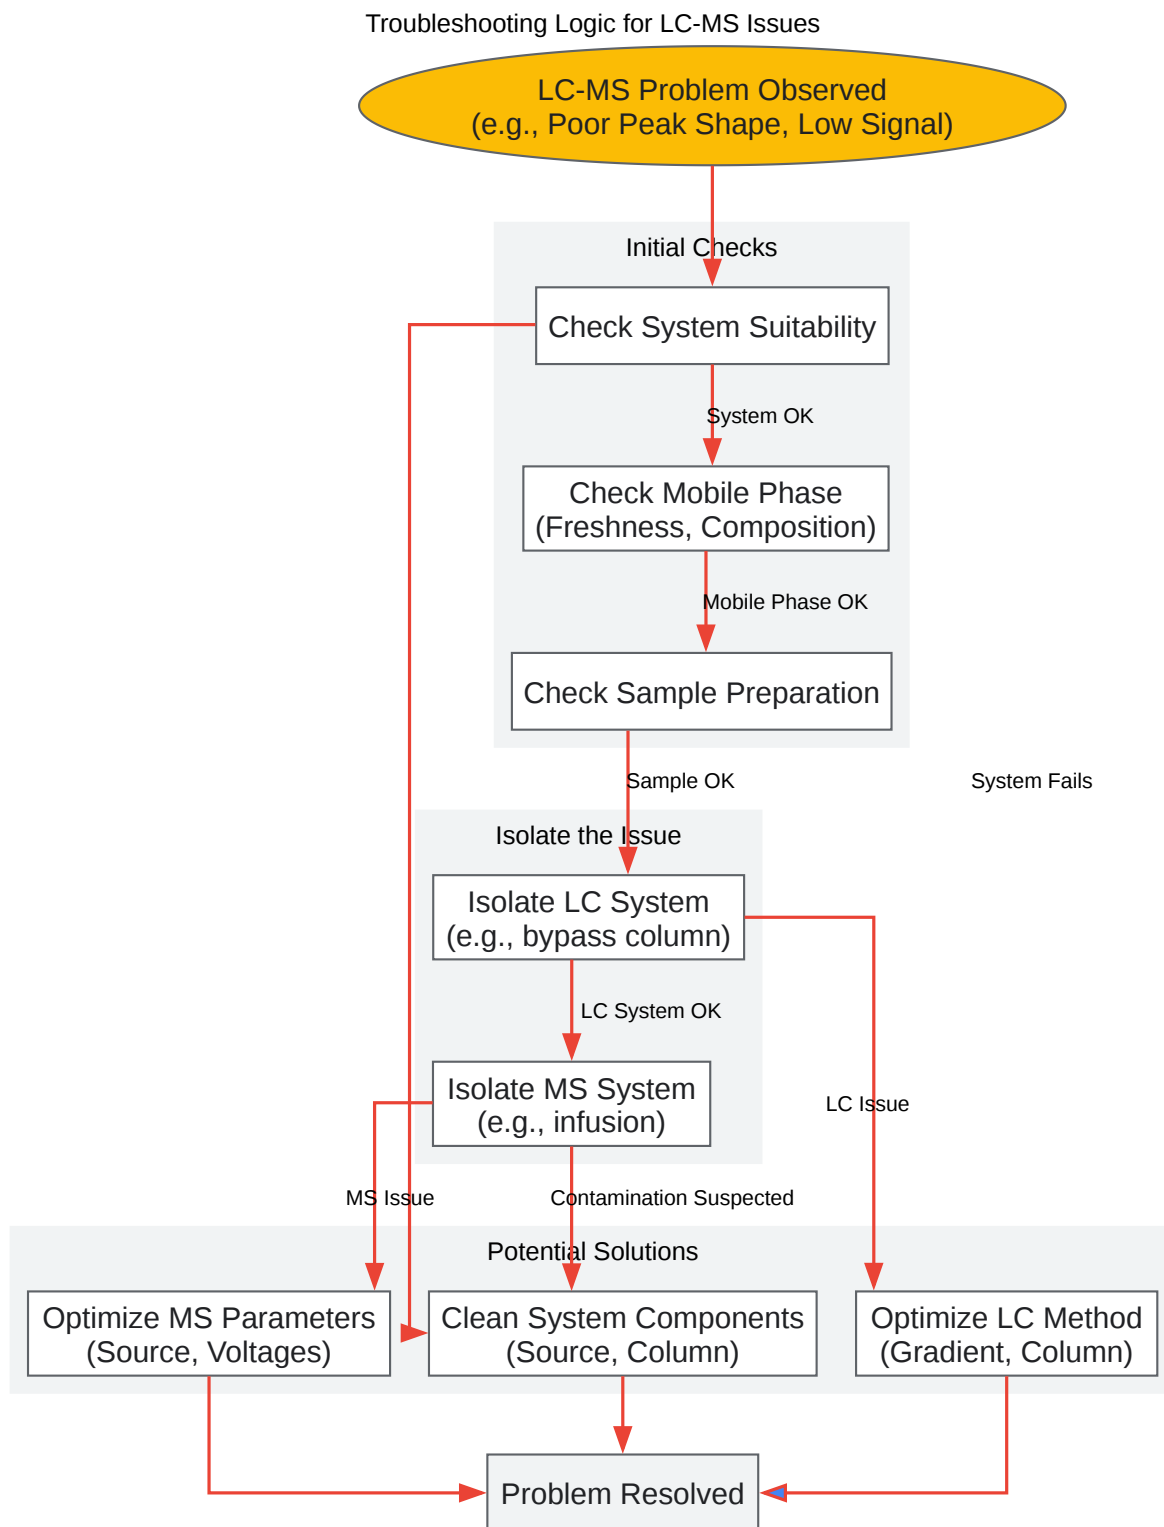 Troubleshooting Logic for LC-MS Issues
LC-MS Problem Observed
(e.g., Poor Peak Shape, Low Signal)
Initial Checks
Check System Suitability
System OK
Check Mobile Phase
(Freshness, Composition)
Mobile Phase OK
Check Sample Preparation
Sample OK
System Fails
Isolate the Issue
Isolate LC System
(e.g., bypass column)
LC System OK
Isolate MS System
(e.g., infusion)
LC Issue
MS Issue
Contamination Suspected
Potential Solutions
Optimize MS Parameters
(Source, Voltages)
Clean System Components
(Source, Column)
Optimize LC Method
(Gradient, Column)
Problem Resolved